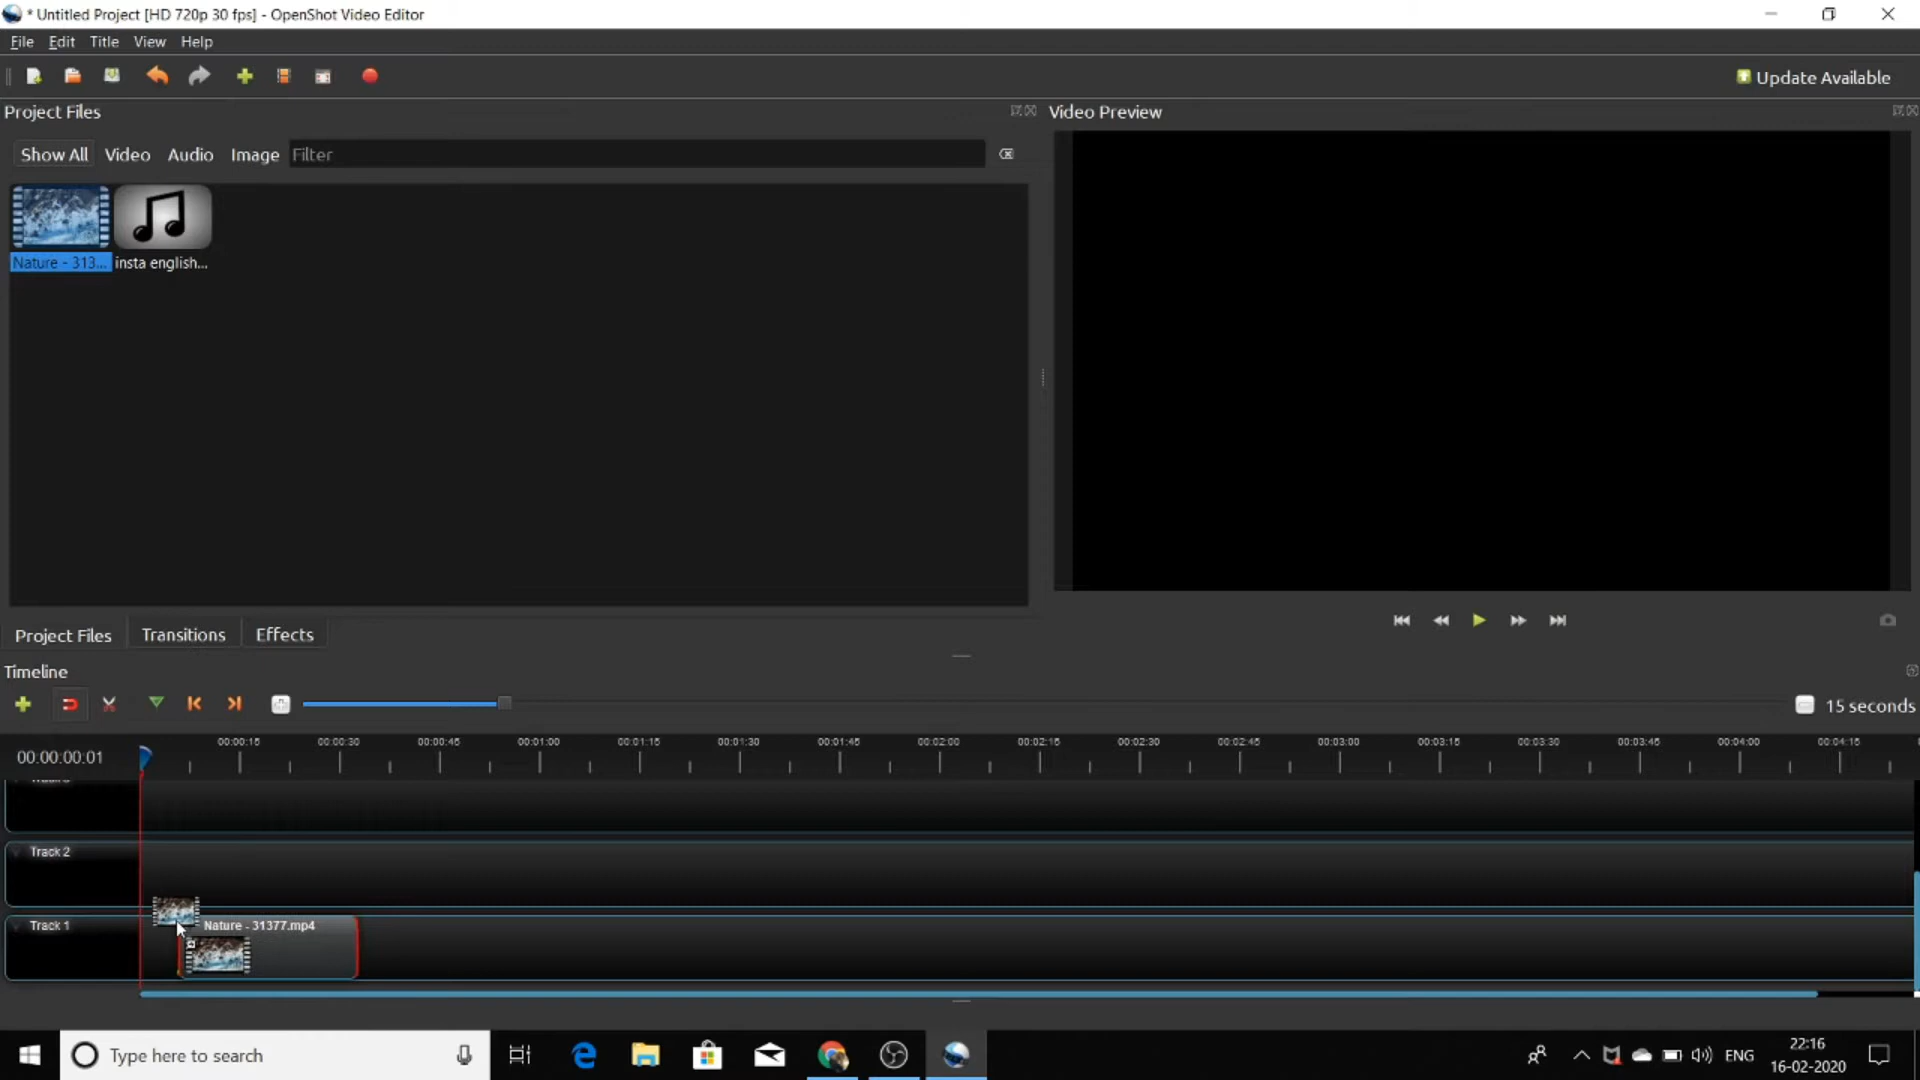 * Untitled Project [HD 720p 30 fps] - OpenShot Video Editor
File Edit Title View Help
Update Available
Project Files
Video Preview
Show All Video Audio Image Filter
Nature - 313... insta english...
Project Files Transitions Effects
Timeline
15 seconds
00:00:00:01
00:00:15 00:00:30 00:00:45 00:01:00 00:01:15 00:01:30 00:01:45 00:02:00 00:02:15 00:02:30 00:02:45 00:03:00 00:03:15 00:03:30 00:03:45 00:04:00 00:04:15
Track 2
Track 1
Nature - 31377.mp4
Type here to search
ENG
22:16
16-02-2020